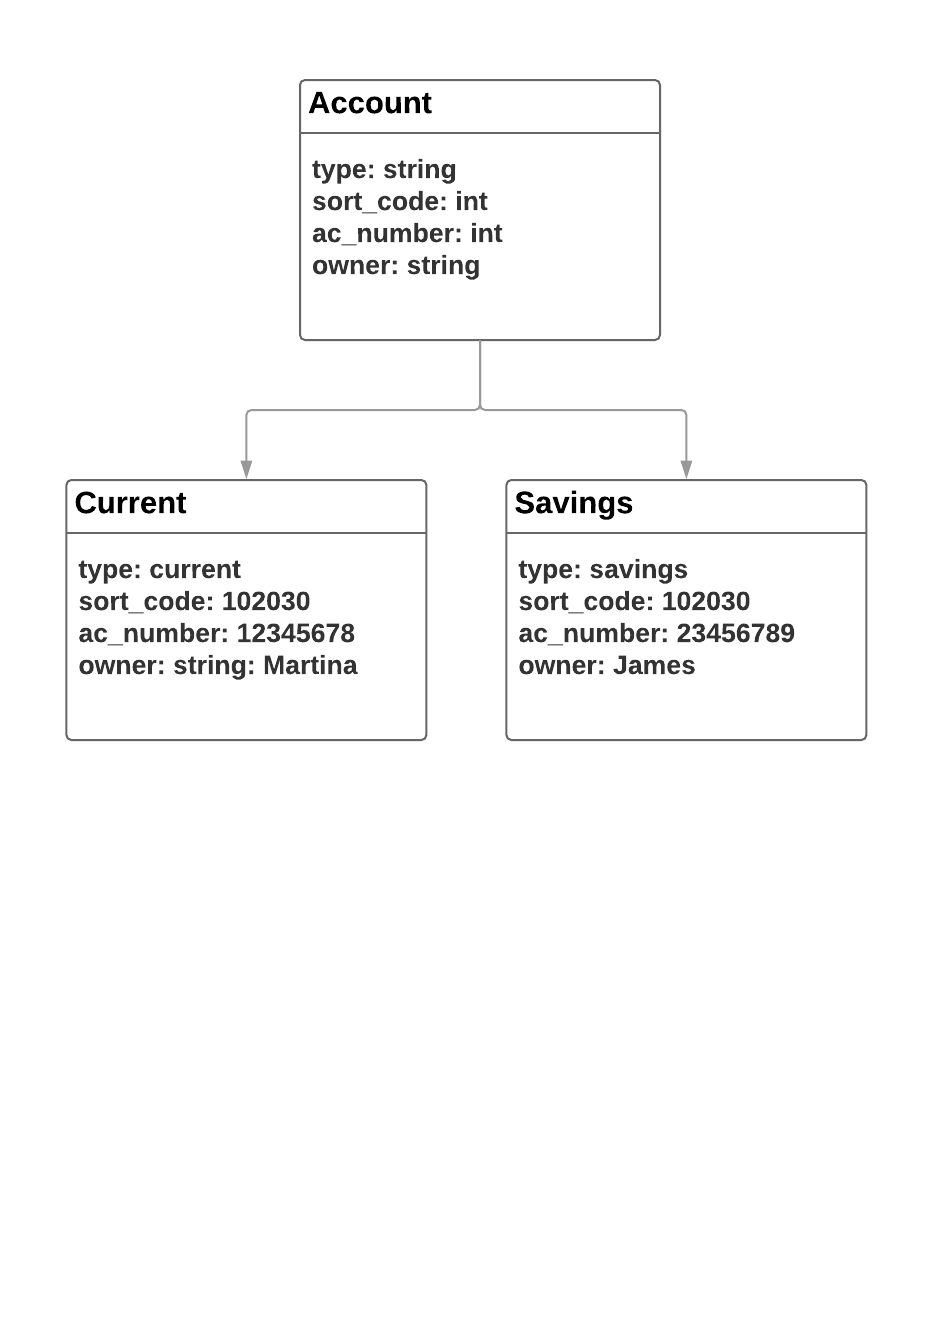 Account
type: string
sort_code: int
ac_number: int
owner: string
Current
type: current
sort_code: 102030
ac_number: 12345678
owner: string: Martina
Savings
type: savings
sort_code: 102030
ac_number: 23456789
owner: James